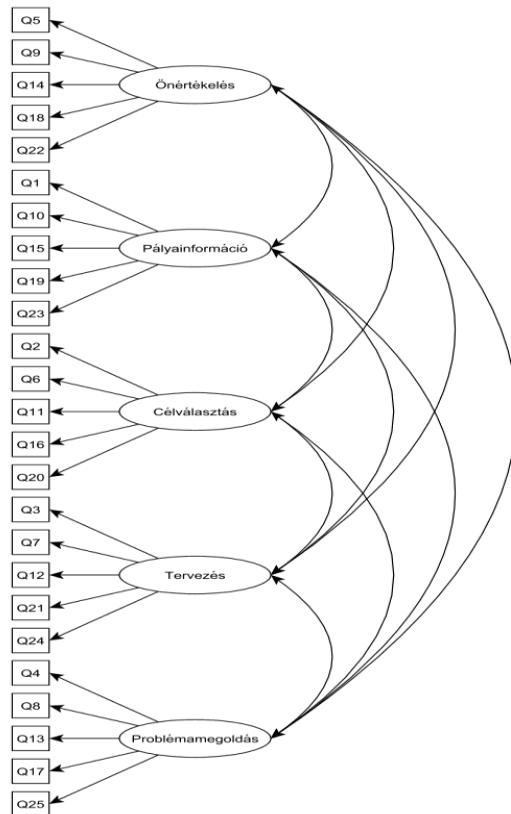 Q5
Q9
Q14
Önértékelés
Q18
Q22
Q1
Q10
Q15
Pályainformáció
Q19
Q23
Q2
Q6
Q11
Célválasztás
Q16
Q20
Q3
Q7
Q12
Tervezés
Q21
Q24
Q4
Q8
Q13
Problémamegoldás
Q17
Q25